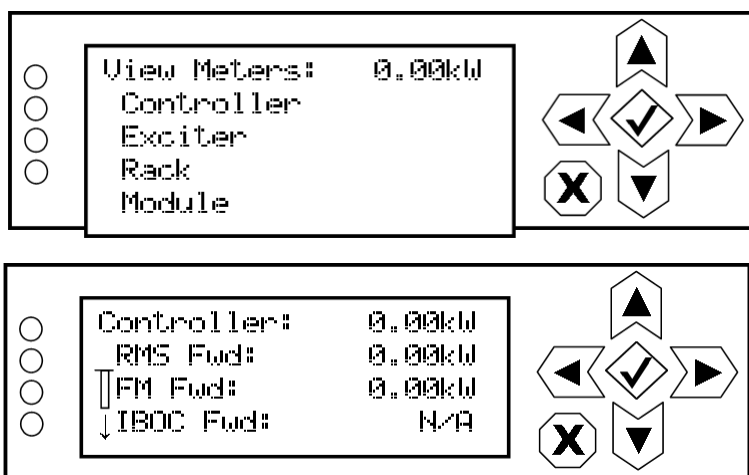 View Meters: 0.00kW
Controller
Exciter
Rack
Module
X
Controller: 0.00kW
RMS Fwd: 0.00kW
FM Fwd: 0.00kW
IBOC Fwd: N/A
X